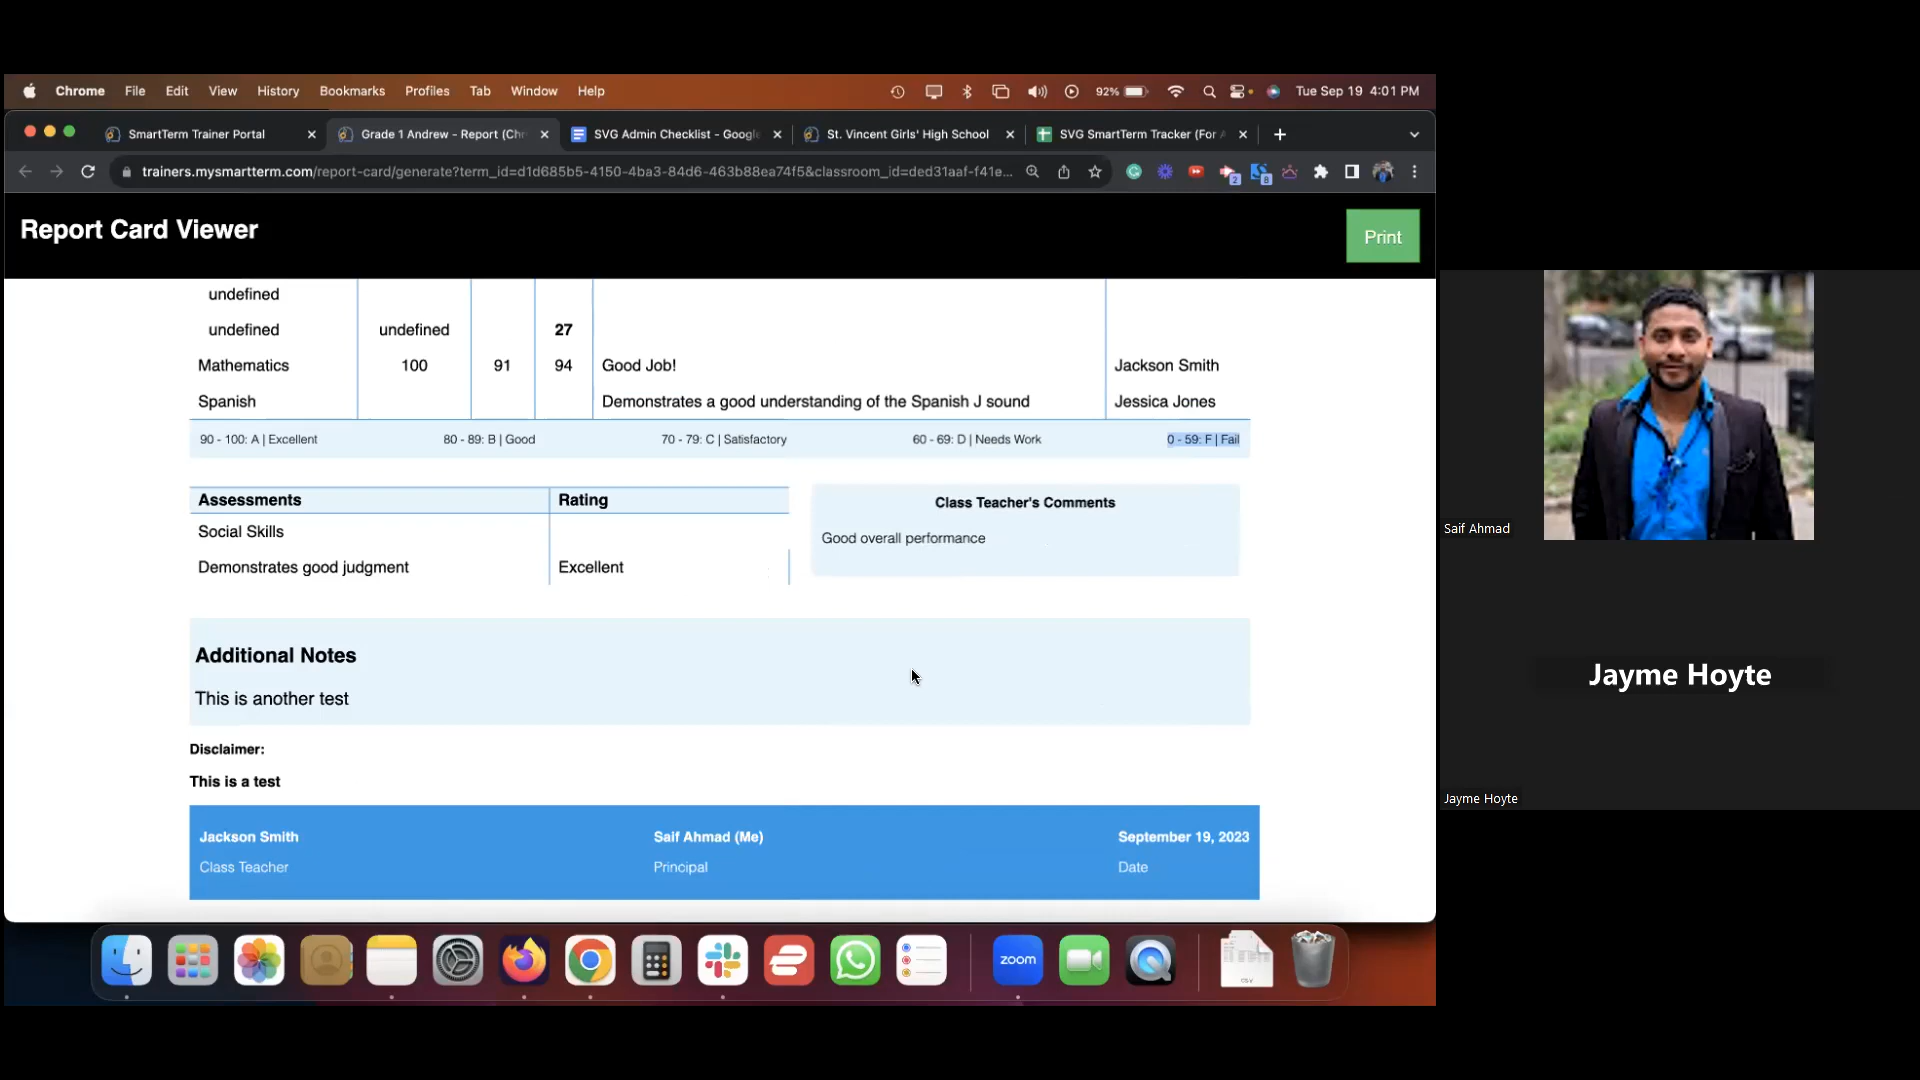 Chrome File Edit View History Bookmarks Profiles Tab Window Help 92% Tue Sep 19 4:01 PM
SmartTerm Trainer Portal Grade 1 Andrew - Report (Chr SVG Admin Checklist - Google St. Vincent Girls' High School SVG SmartTerm Tracker (For A
trainers.mysmartterm.com/report-card/generate?term_id=d1d685b5-4150-4ba3-84d6-463b88ea74f5&classroom_id=ded31aaf-f41e... 2 8
Report Card Viewer
Print
undefined
undefined undefined 27
Mathematics 100 91 94 Good Job! Jackson Smith
Spanish Demonstrates a good understanding of the Spanish J sound Jessica Jones
90 - 100: A | Excellent 80 - 89: B | Good 70 - 79: C | Satisfactory 60 - 69: D | Needs Work 0 - 59: F | Fail
Assessments Rating
Social Skills
Demonstrates good judgment Excellent
Class Teacher's Comments
Good overall performance
Additional Notes
This is another test
Disclaimer:
This is a test
Jackson Smith Saif Ahmad (Me) September 19, 2023
Class Teacher Principal Date
zoom
CSV
Saif Ahmad
Jayme Hoyte
Jayme Hoyte